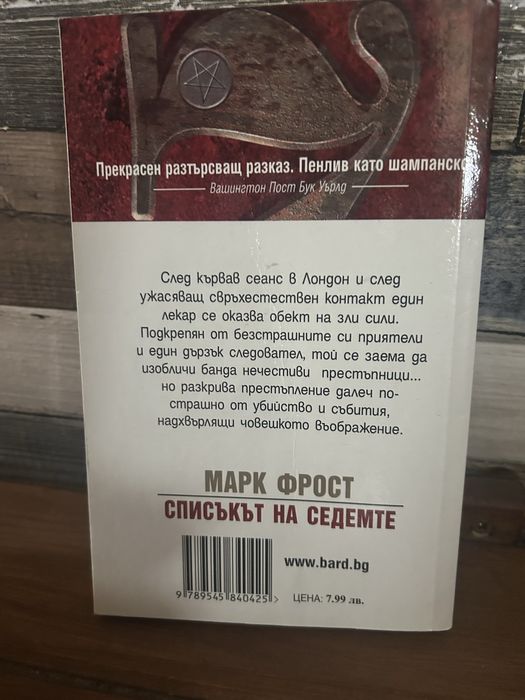 Прекрасен разтърсващ разказ. Пенлив като шампанско
Вашингтон Пост Бук Уърлд
След кървав сеанс в Лондон и след
ужасяващ свръхестествен контакт един
лекар се оказва обект на зли сили.
Подкрепян от безстрашните си приятели
и един дързък следовател, той се заема да
изобличи банда нечестиви престъпници...
но разкрива престъпление далеч по-
страшно от убийство и събития,
надхвърлящи човешкото въображение.
МАРК ФРОСТ
СПИСЪКЪТ НА СЕДЕМТЕ
www.bard.bg
9 789545 840425 >
ЦЕНА: 7.99 лв.